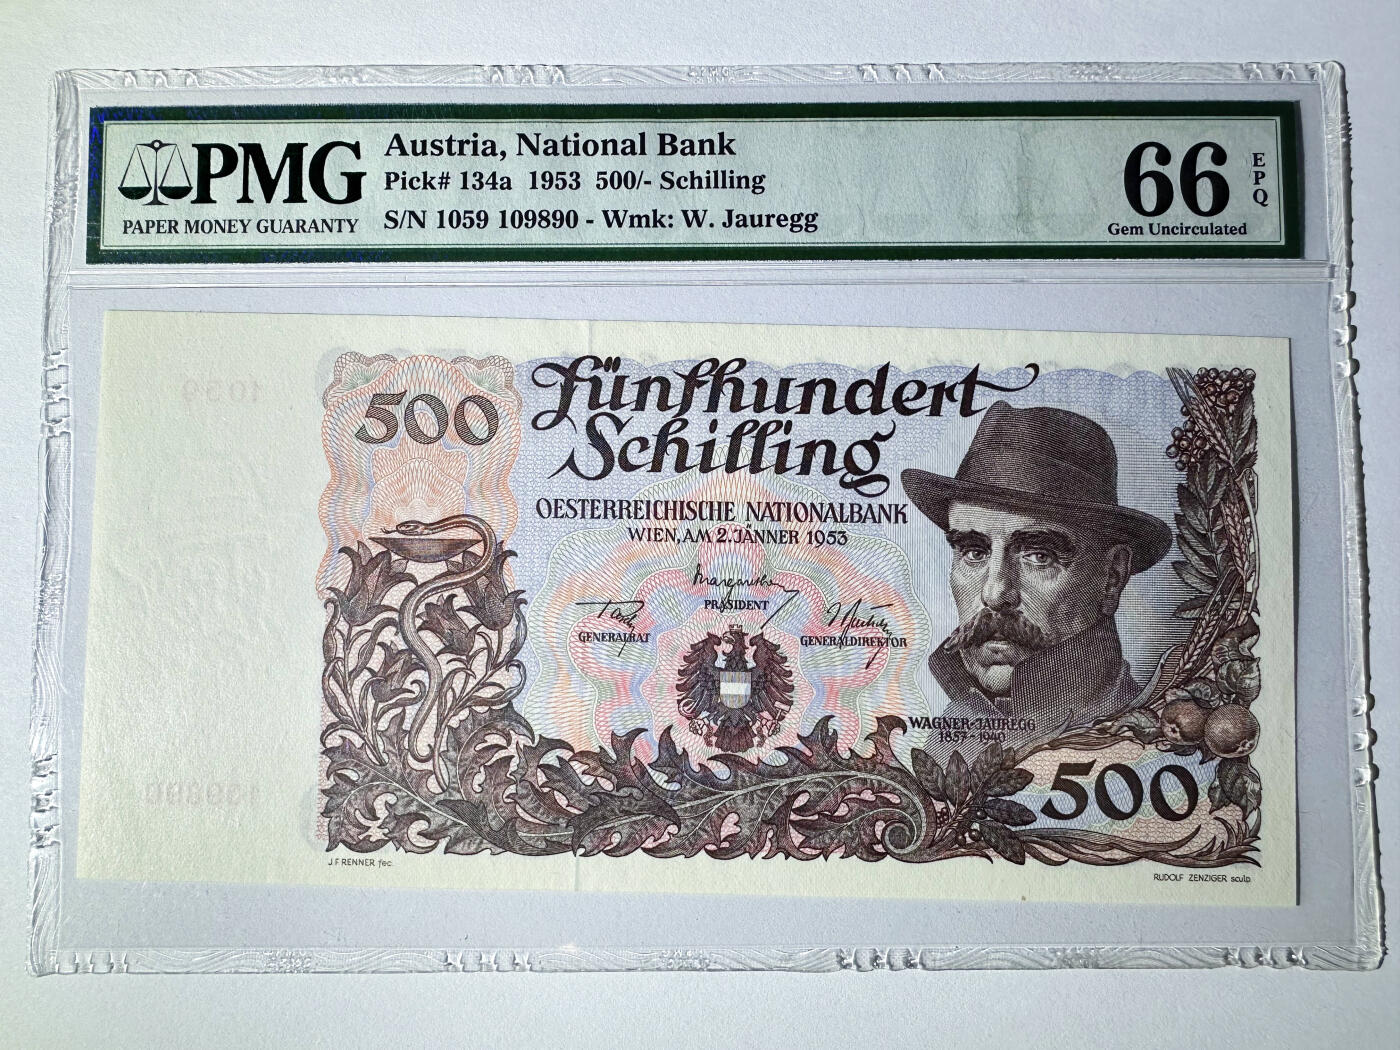 PMG
PAPER MONEY GUARANTY
Austria, National Bank
Pick# 134a 1953 500/- Schilling
S/N 1059 109890 - Wmk: W. Jauregg
66 EPQ
Gem Uncirculated
500
Fünfhundert
Schilling
OESTERREICHISCHE NATIONALBANK
WIEN, AM 2. JÄNNER 1953
PRÄSIDENT
GENERALRAT
GENERALDIREKTOR
WAGNER-JAUREGG
1857-1940
500
J.F. RENNER fec.
RUDOLF ZENZIGER sculp.